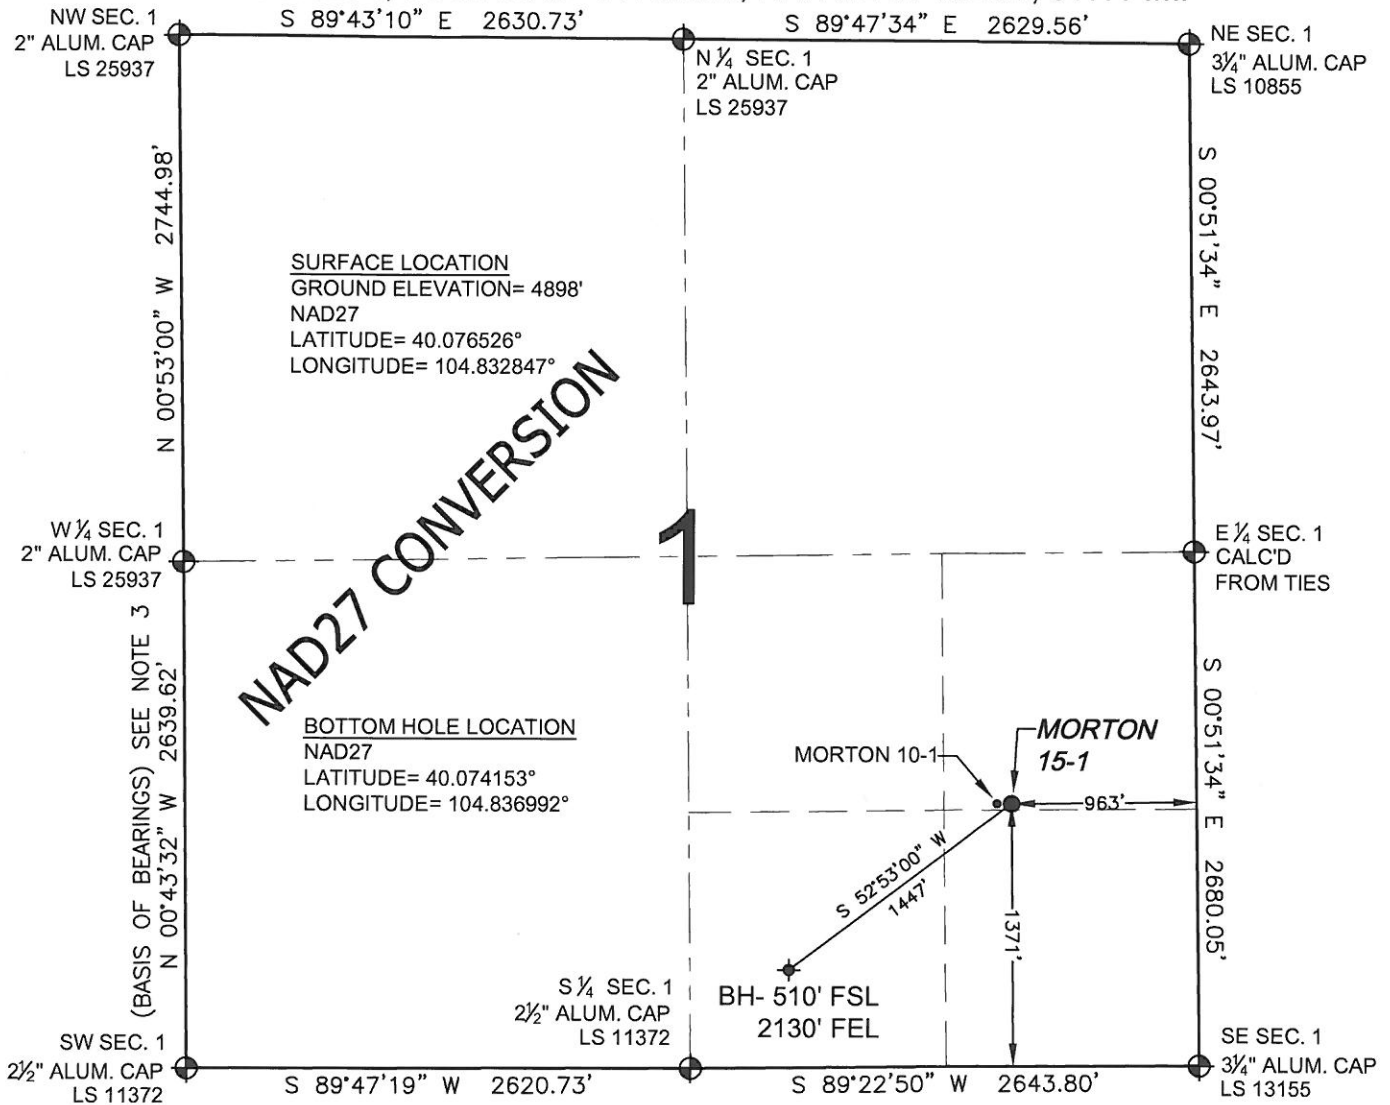 S 89°43'10" E 2630.73'
S 89°47'34" E 2629.56'
NW SEC. 1
2" ALUM. CAP
LS 25937
N ¼ SEC. 1
2" ALUM. CAP
LS 25937
NE SEC. 1
3¼" ALUM. CAP
LS 10855
N 00°53'00" W 2744.98'
S 00°51'34" E 2643.97'
SURFACE LOCATION
GROUND ELEVATION= 4898'
NAD27
LATITUDE= 40.076526°
LONGITUDE= 104.832847°
NAD27 CONVERSION
1
W ¼ SEC. 1
2" ALUM. CAP
LS 25937
E ¼ SEC. 1
CALC'D
FROM TIES
(BASIS OF BEARINGS) SEE NOTE 3
N 00°43'32" W 2639.62'
BOTTOM HOLE LOCATION
NAD27
LATITUDE= 40.074153°
LONGITUDE= 104.836992°
MORTON 10-1
MORTON
15-1
963'
S 00°51'34" E 2680.05'
S 52°53'00" W
1447'
1371'
BH- 510' FSL
2130' FEL
S ¼ SEC. 1
2½" ALUM. CAP
LS 11372
SW SEC. 1
2½" ALUM. CAP
LS 11372
SE SEC. 1
3¼" ALUM. CAP
LS 13155
S 89°47'19" W 2620.73'
S 89°22'50" W 2643.80'